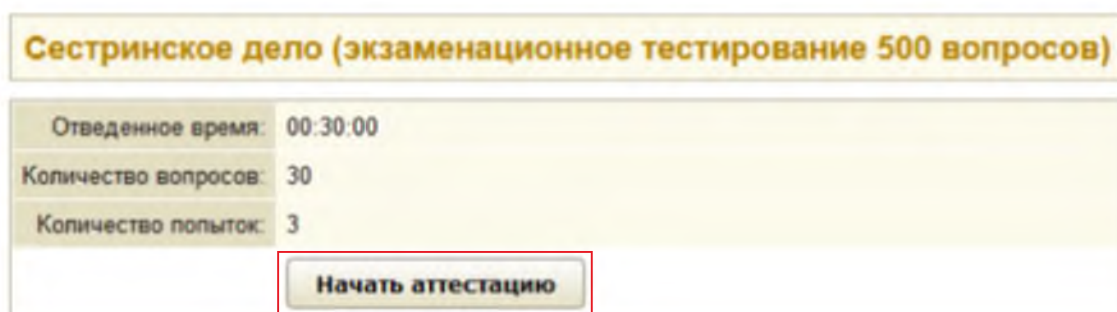 Сестринское дело (экзаменационное тестирование 500 вопросов)
Отведенное время: 00:30:00
Количество вопросов: 30
Количество попыток: 3
Начать аттестацию